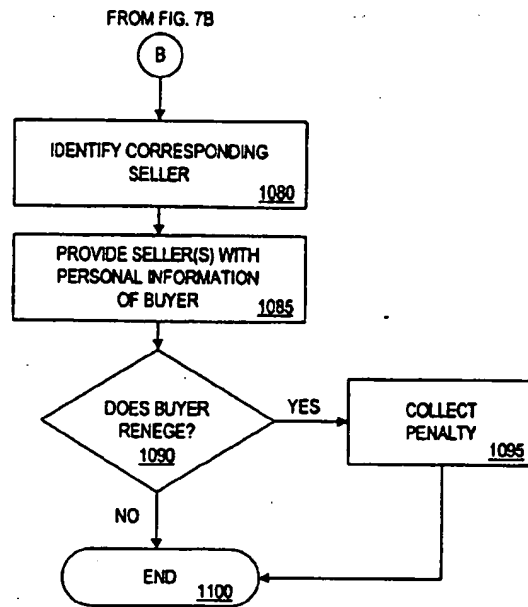 FROM FIG. 7B
B
IDENTIFY CORRESPONDING
SELLER
1080
PROVIDE SELLER(S) WITH
PERSONAL INFORMATION
OF BUYER
1085
DOES BUYER
RENEGE?
1090
YES
COLLECT
PENALTY
1095
NO
END
1100